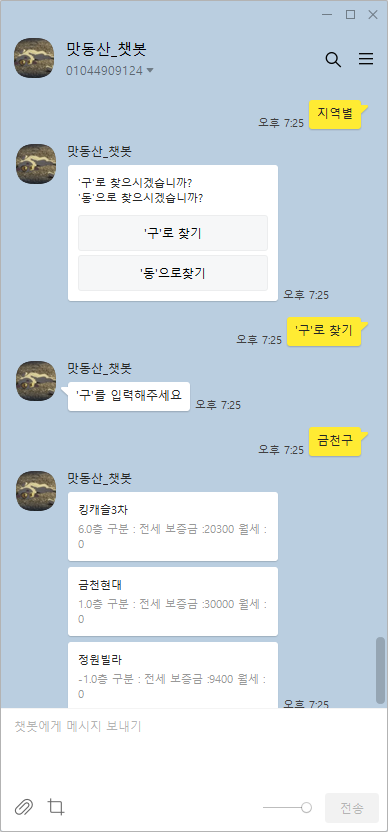 맛동산_챗봇
01044909124
지역별
오후 7:25
맛동산_챗봇
'구'로 찾으시겠습니까?
'동'으로 찾으시겠습니까?
'구'로 찾기
'동'으로찾기
오후 7:25
'구'로 찾기
오후 7:25
맛동산_챗봇
'구'를 입력해주세요
오후 7:25
금천구
오후 7:25
맛동산_챗봇
킹캐슬3차
6.0층 구분 : 전세 보증금 :20300 월세 :
0
금천현대
1.0층 구분 : 전세 보증금 :30000 월세 :
0
정원빌라
-1.0층 구분 : 전세 보증금 :9400 월세 :
0
오후 7:25
챗봇에게 메시지 보내기
전송